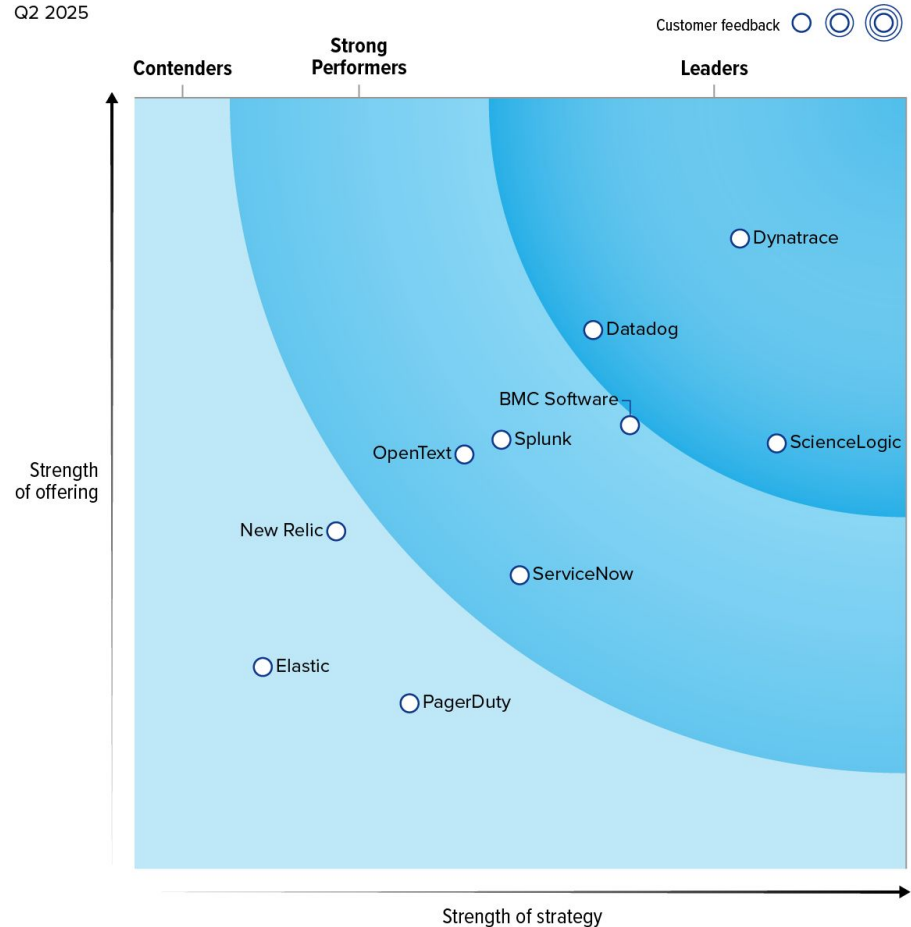 Q2 2025
Customer feedback
Contenders
Strong
Performers
Leaders
Dynatrace
Datadog
BMC Software
Splunk
OpenText
ScienceLogic
Strength
of offering
New Relic
ServiceNow
Elastic
PagerDuty
Strength of strategy